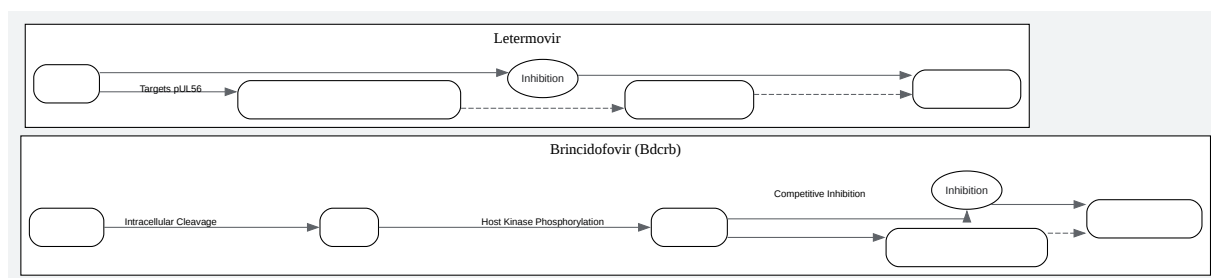 Letermovir
Inhibition
Targets pUL56
Brincidofovir (Bdcrb)
Competitive Inhibition
Inhibition
Intracellular Cleavage
Host Kinase Phosphorylation